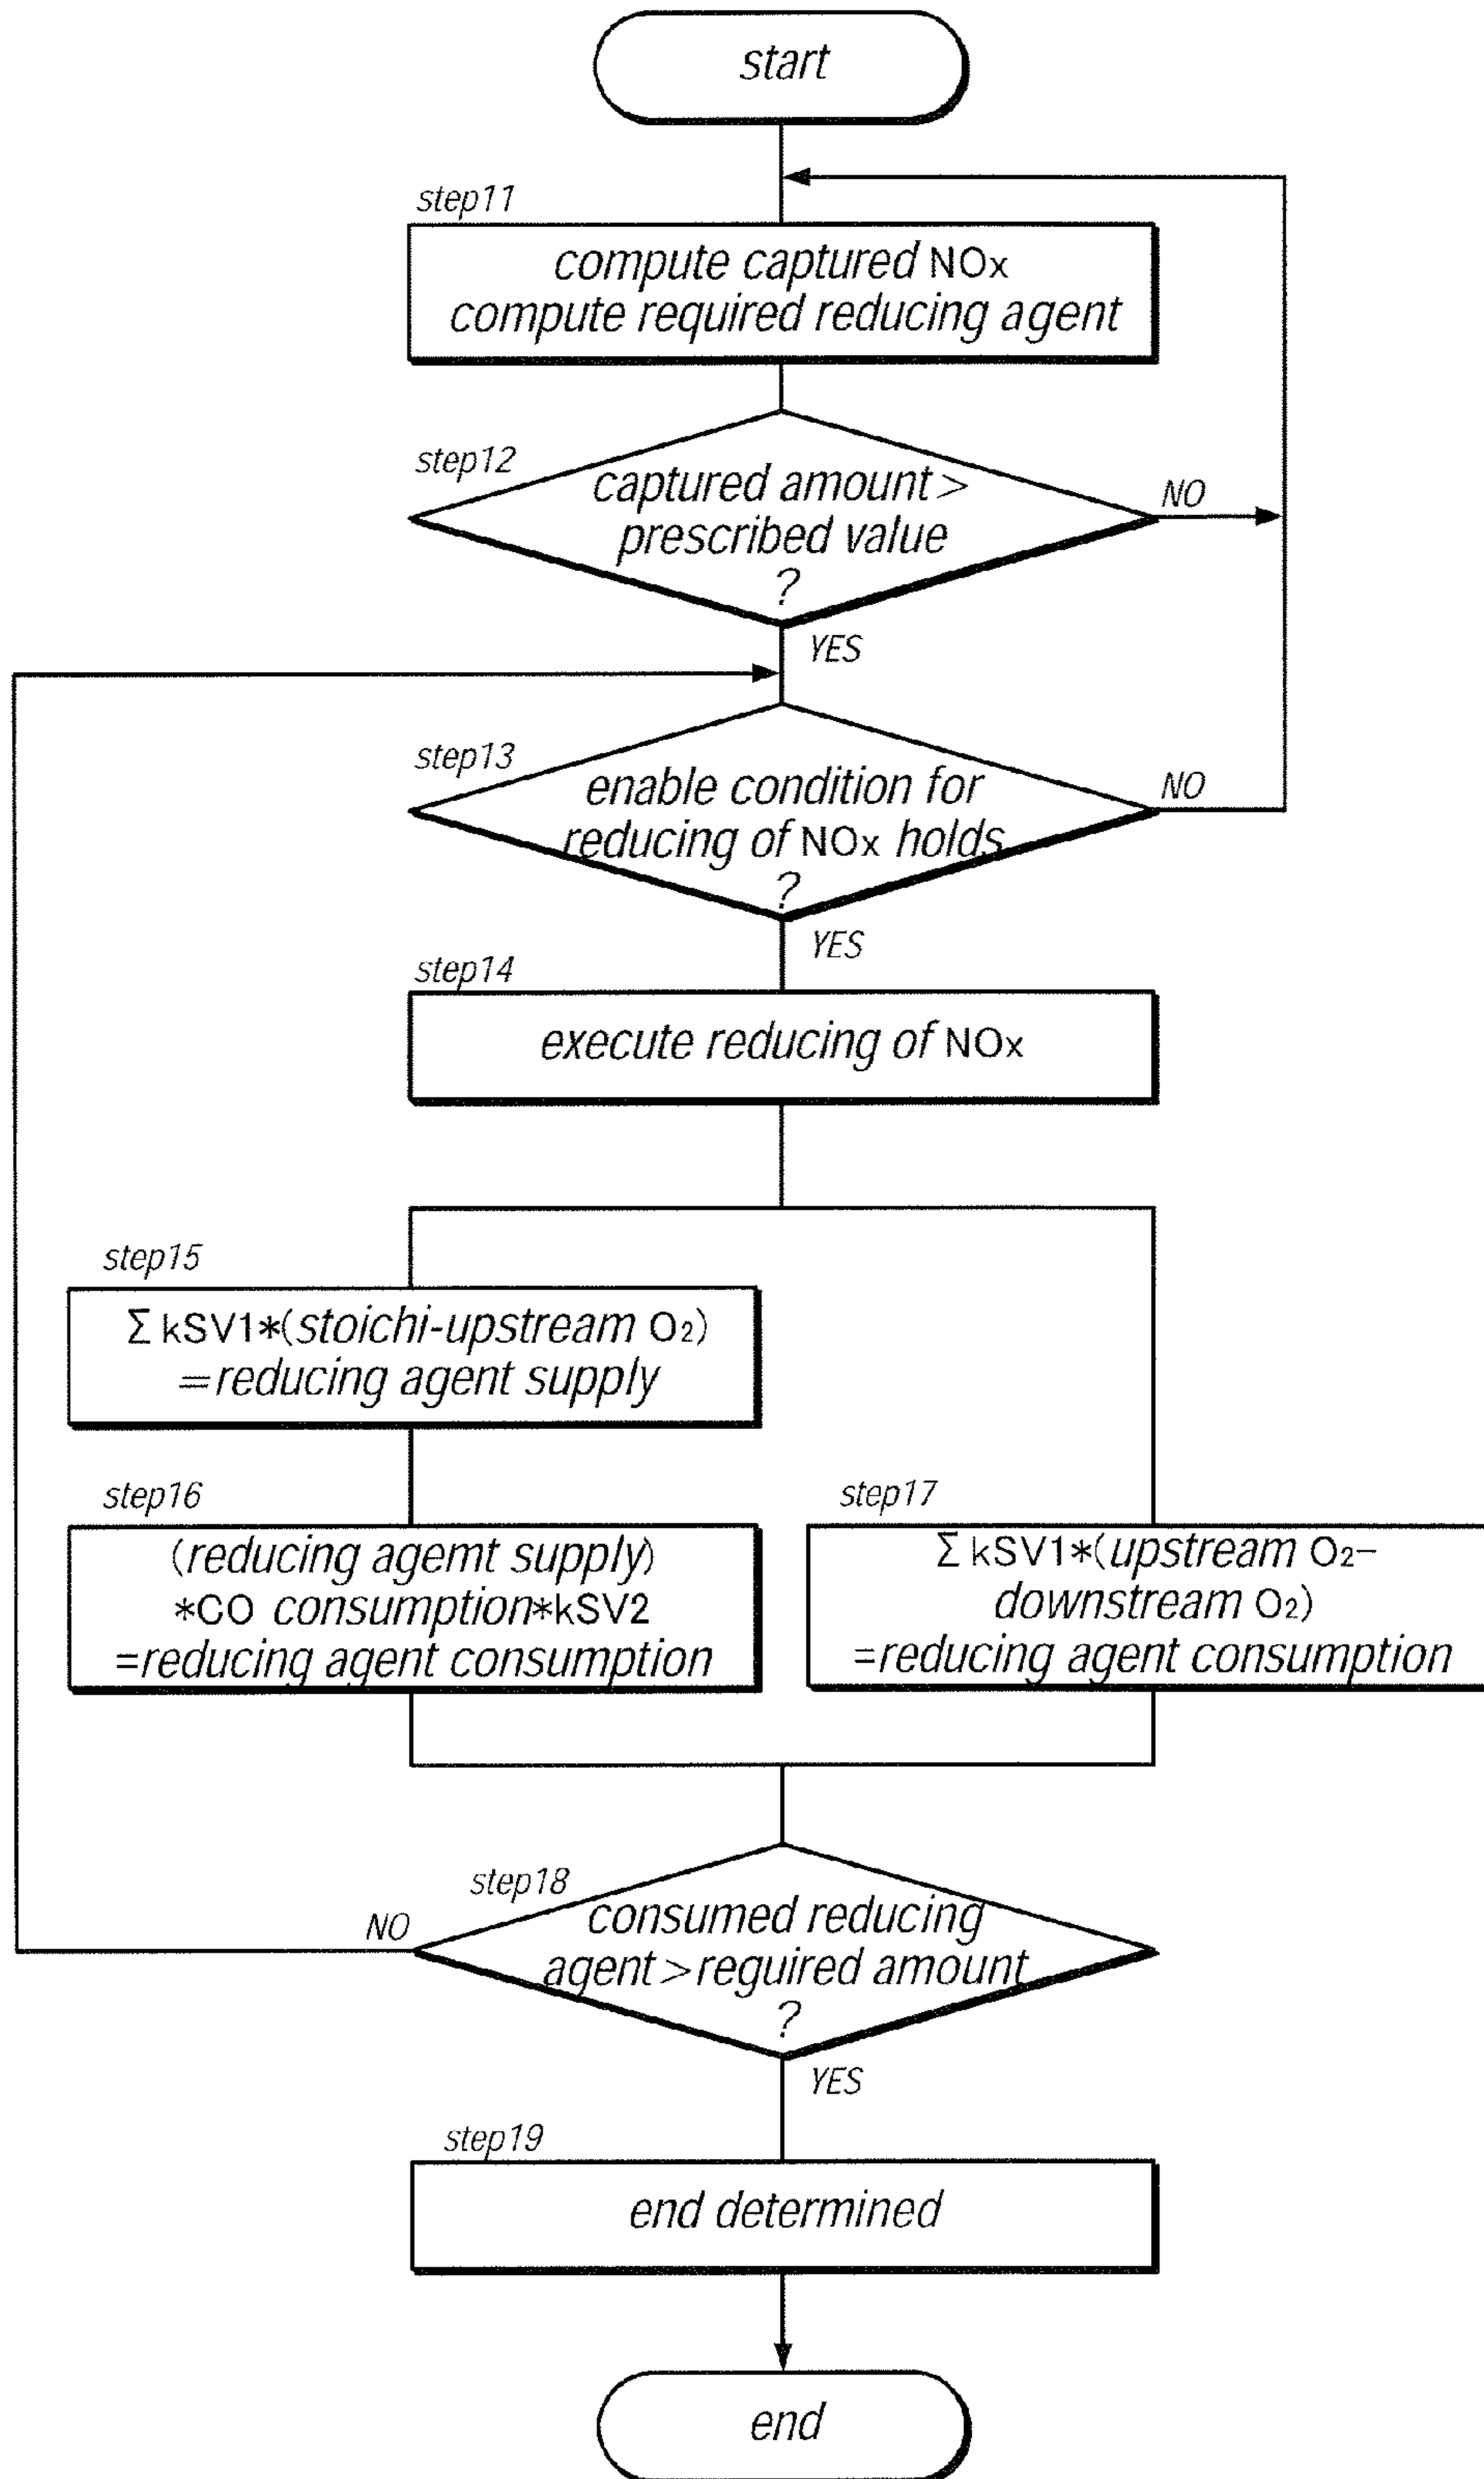 start
step11
compute captured NOx
compute required reducing agent
step12
captured amount>
prescribed value
?
NO
YES
step13
enable condition for
reducing of NOx holds
?
NO
YES
step14
execute reducing of NOx
step15
ΣkSV1*(stoichi-upstream O₂)
=reducing agent supply
step16
(reducing agemt supply)
*CO consumption*kSV2
=reducing agent consumption
step17
ΣkSV1*(upstream O₂-
downstream O₂)
=reducing agent consumption
step18
consumed reducing
agent>reguired amount
?
NO
YES
step19
end determined
end